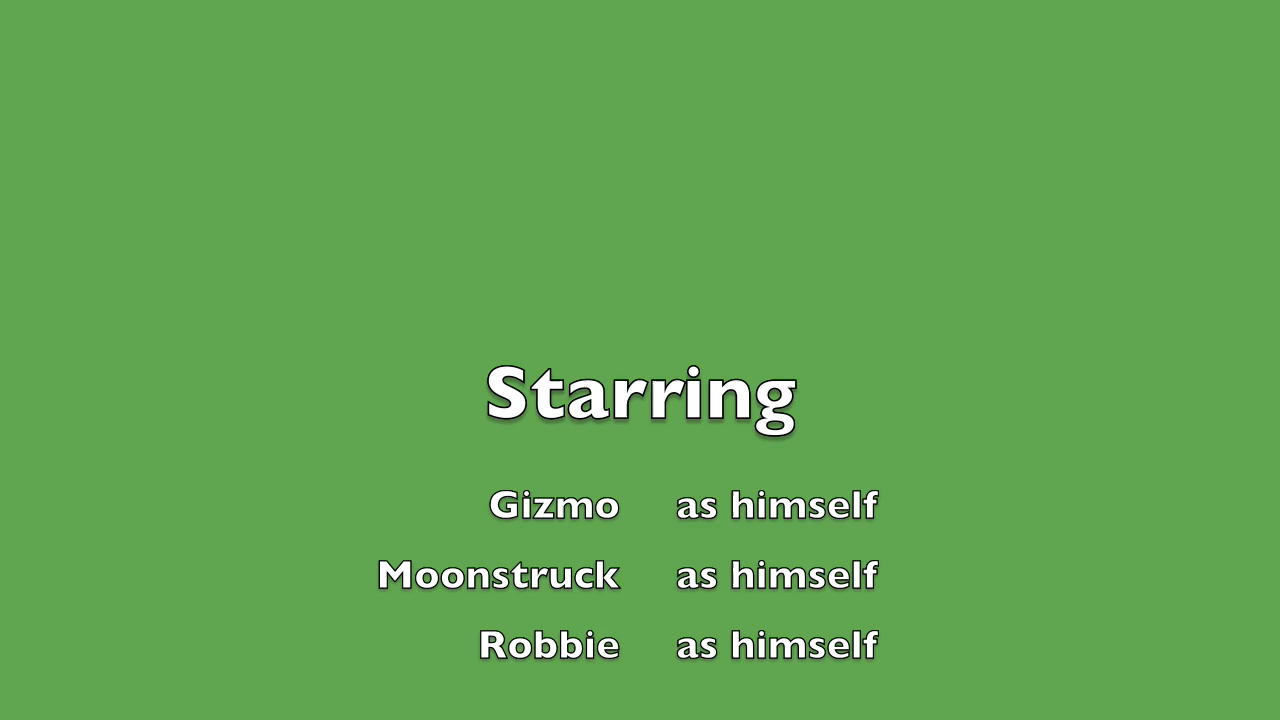 Starring
Gizmo as himself
Moonstruck as himself
Robbie as himself